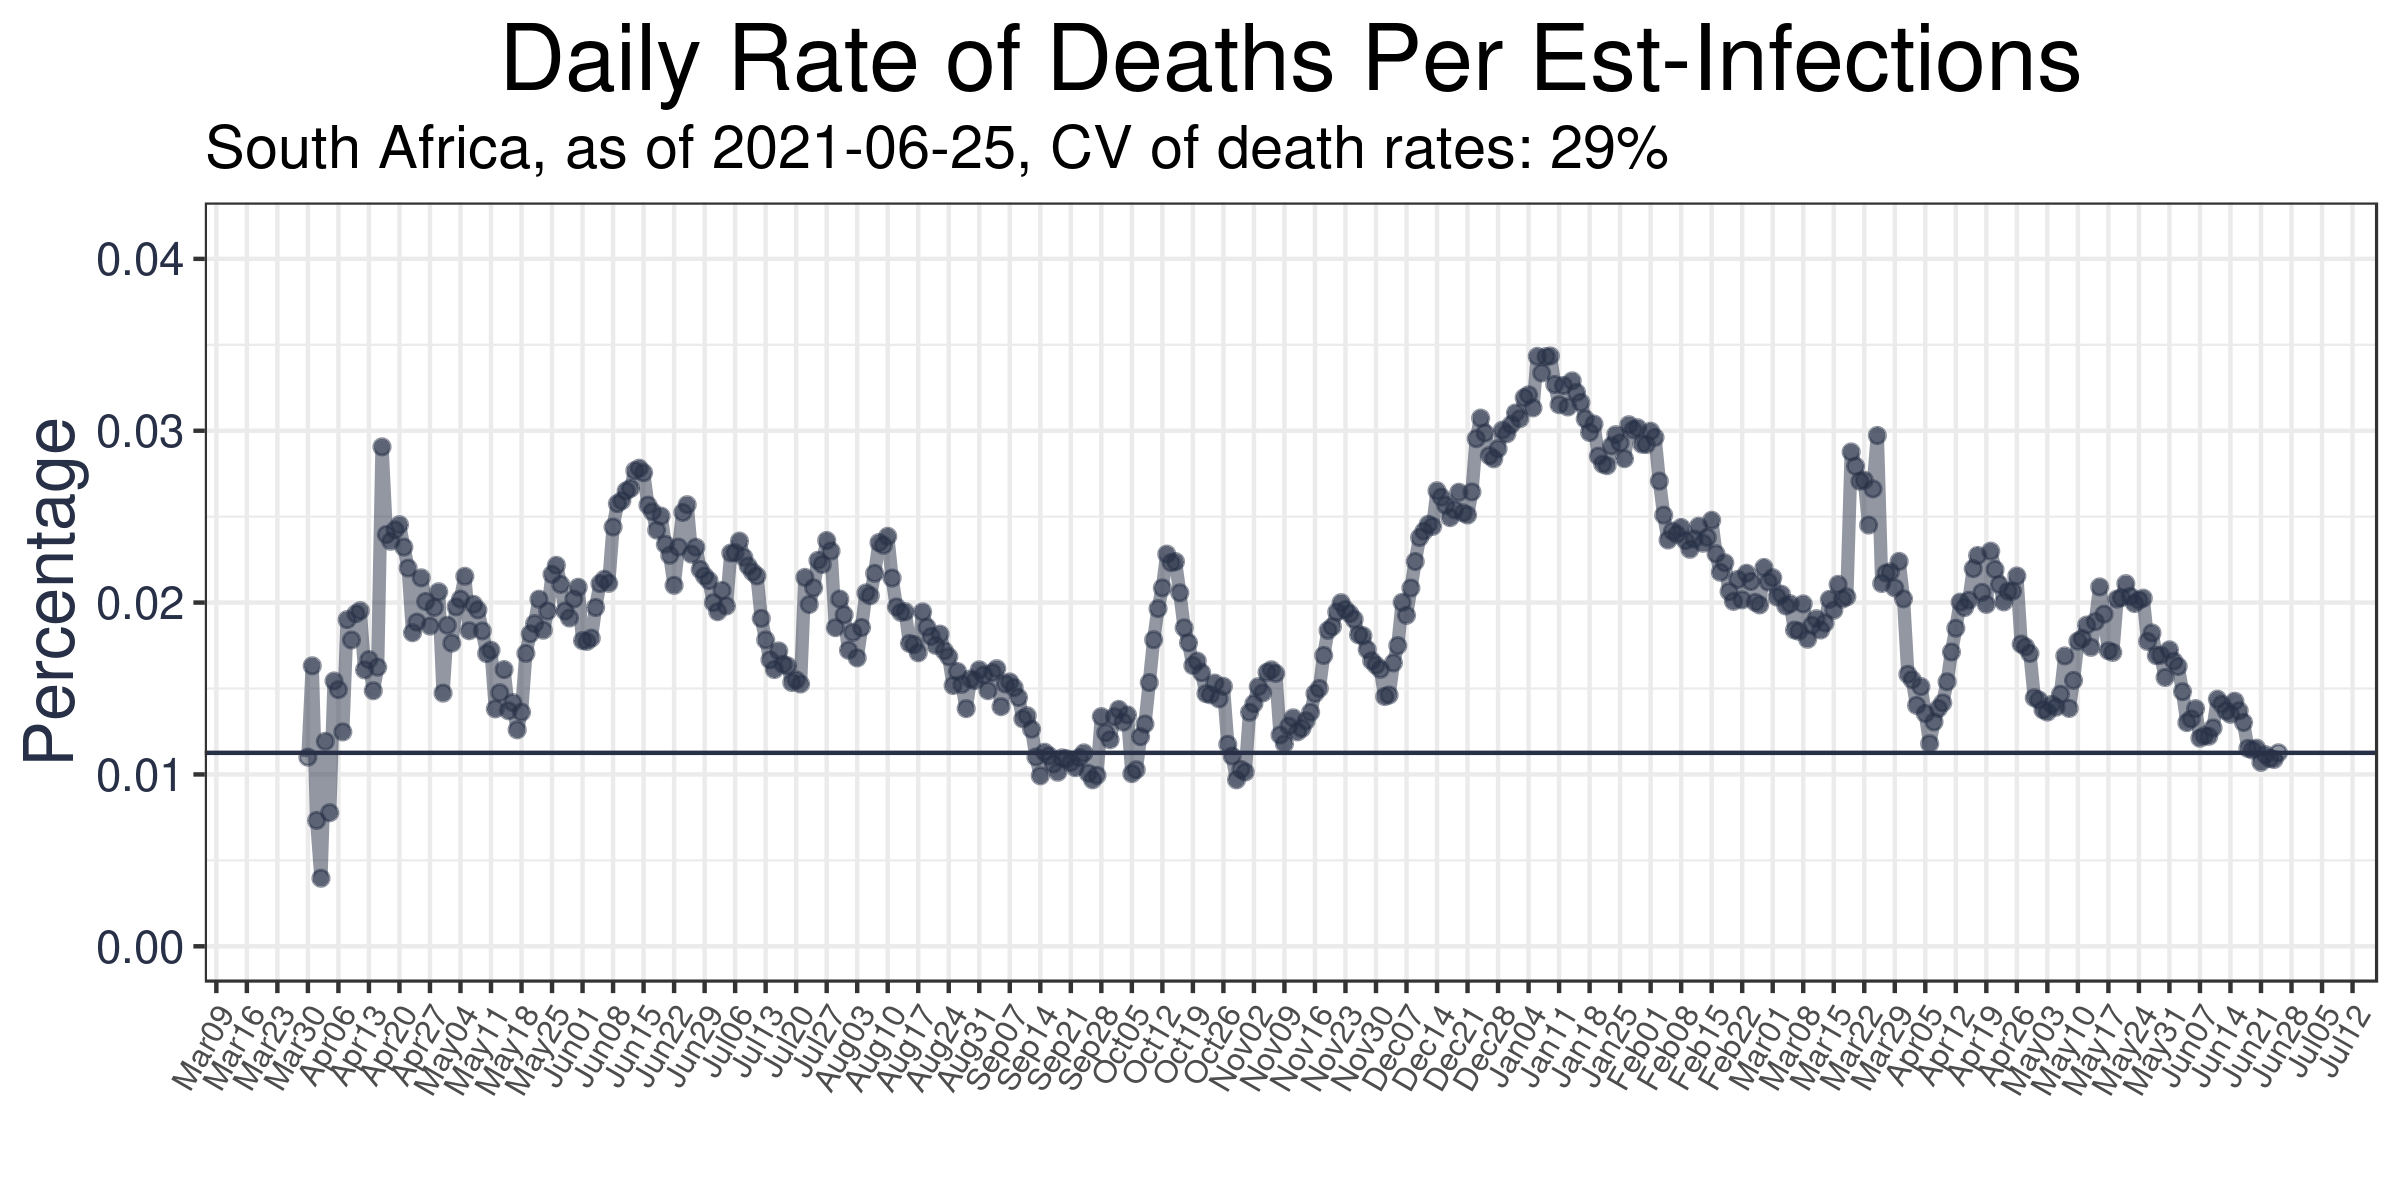 Daily Rate of Deaths Per Est-Infections
South Africa, as of 2021-06-25, CV of death rates: 29%
Percentage
0.04
0.03
0.02
0.01
0.00
Mar09 Mar16 Mar23 Mar30 Apr06 Apr13 Apr20 Apr27 May04 May11 May18 May25 Jun01 Jun08 Jun15 Jun22 Jun29 Jul06 Jul13 Jul20 Jul27 Aug03 Aug10 Aug17 Aug24 Aug31 Sep07 Sep14 Sep21 Sep28 Oct05 Oct12 Oct19 Oct26 Nov02 Nov09 Nov16 Nov23 Nov30 Dec07 Dec14 Dec21 Dec28 Jan04 Jan11 Jan18 Jan25 Feb01 Feb08 Feb15 Feb22 Mar01 Mar08 Mar15 Mar22 Mar29 Apr05 Apr12 Apr19 Apr26 May03 May10 May17 May24 May31 Jun07 Jun14 Jun21 Jun28 Jul05 Jul12